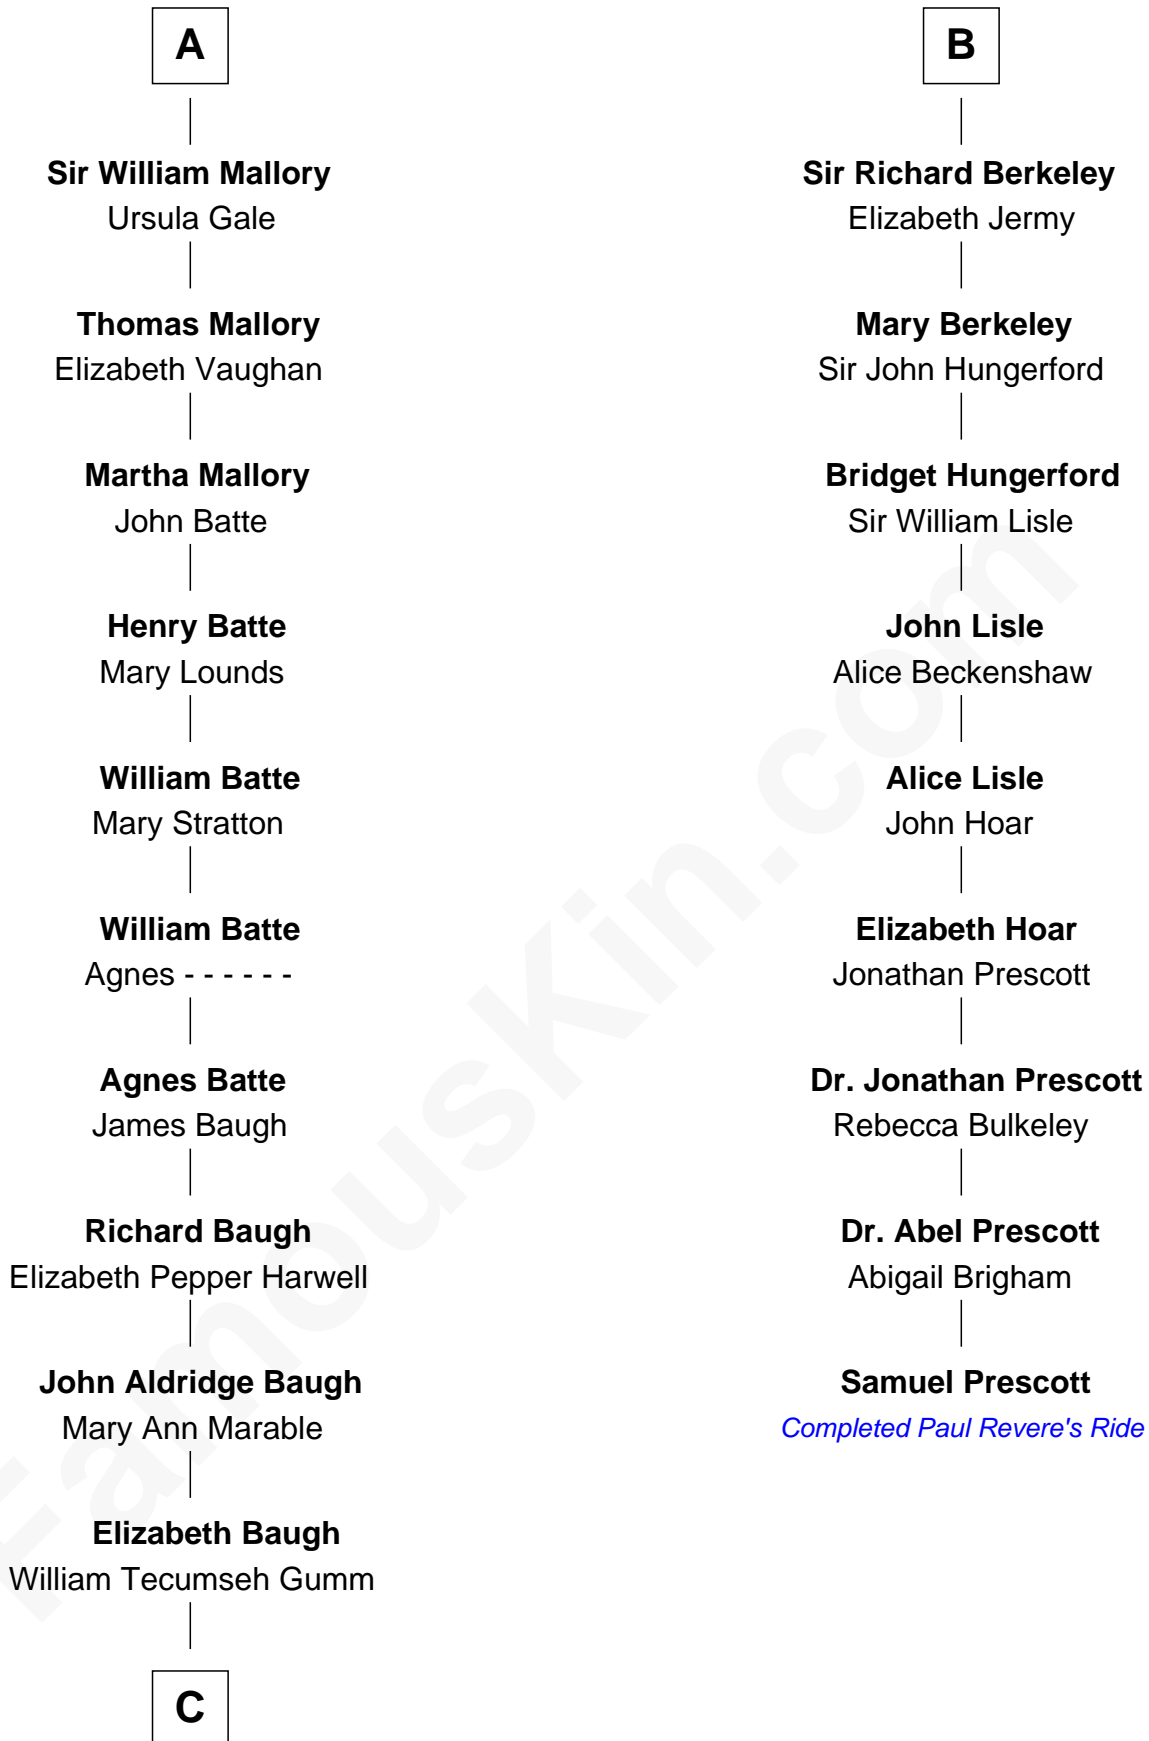 A
Sir William Mallory
Ursula Gale
Thomas Mallory
Elizabeth Vaughan
Martha Mallory
John Batte
Henry Batte
Mary Lounds
William Batte
Mary Stratton
William Batte
Agnes - - - - - -
Agnes Batte
James Baugh
Richard Baugh
Elizabeth Pepper Harwell
John Aldridge Baugh
Mary Ann Marable
Elizabeth Baugh
William Tecumseh Gumm
C
B
Sir Richard Berkeley
Elizabeth Jermy
Mary Berkeley
Sir John Hungerford
Bridget Hungerford
Sir William Lisle
John Lisle
Alice Beckenshaw
Alice Lisle
John Hoar
Elizabeth Hoar
Jonathan Prescott
Dr. Jonathan Prescott
Rebecca Bulkeley
Dr. Abel Prescott
Abigail Brigham
Samuel Prescott
Completed Paul Revere's Ride
FamousKin.com